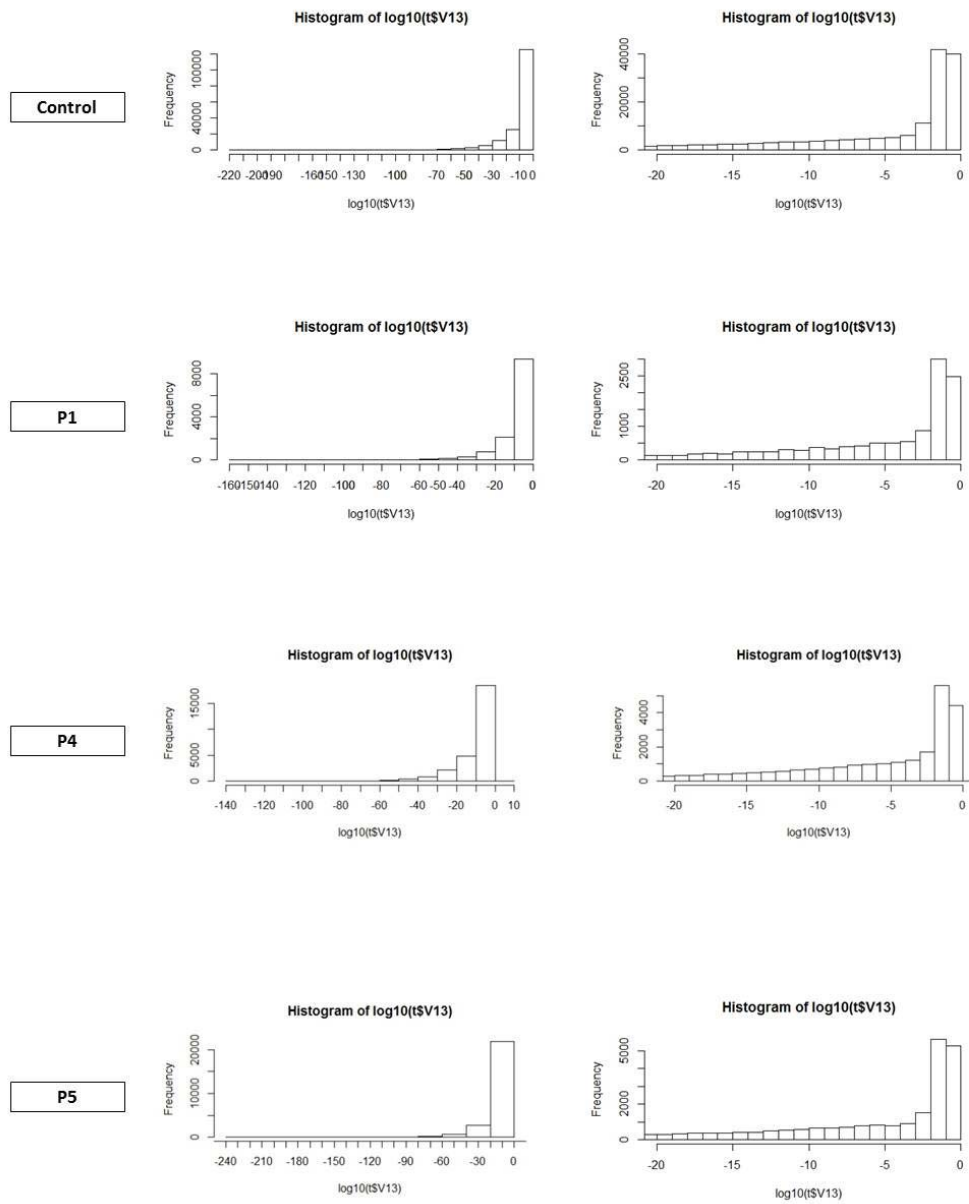 Control
Histogram of log10(t$V13)
Frequency
100000
40000
0
-220 -200190 -160150 -130 -100 -70 -50 -30 -10 0
log10(t$V13)
Histogram of log10(t$V13)
Frequency
40000
20000
0
-20 -15 -10 -5 0
log10(t$V13)
P1
Histogram of log10(t$V13)
Frequency
8000
4000
0
-160150140 -120 -100 -80 -60 -50 -40 -20 0
log10(t$V13)
Histogram of log10(t$V13)
Frequency
2500
1000
0
-20 -15 -10 -5 0
log10(t$V13)
P4
Histogram of log10(t$V13)
Frequency
15000
5000
0
-140 -120 -100 -80 -60 -40 -20 0 10
log10(t$V13)
Histogram of log10(t$V13)
Frequency
4000
2000
0
-20 -15 -10 -5 0
log10(t$V13)
P5
Histogram of log10(t$V13)
Frequency
20000
10000
0
-240 -210 -180 -150 -120 -90 -60 -30 0
log10(t$V13)
Histogram of log10(t$V13)
Frequency
5000
2000
0
-20 -15 -10 -5 0
log10(t$V13)